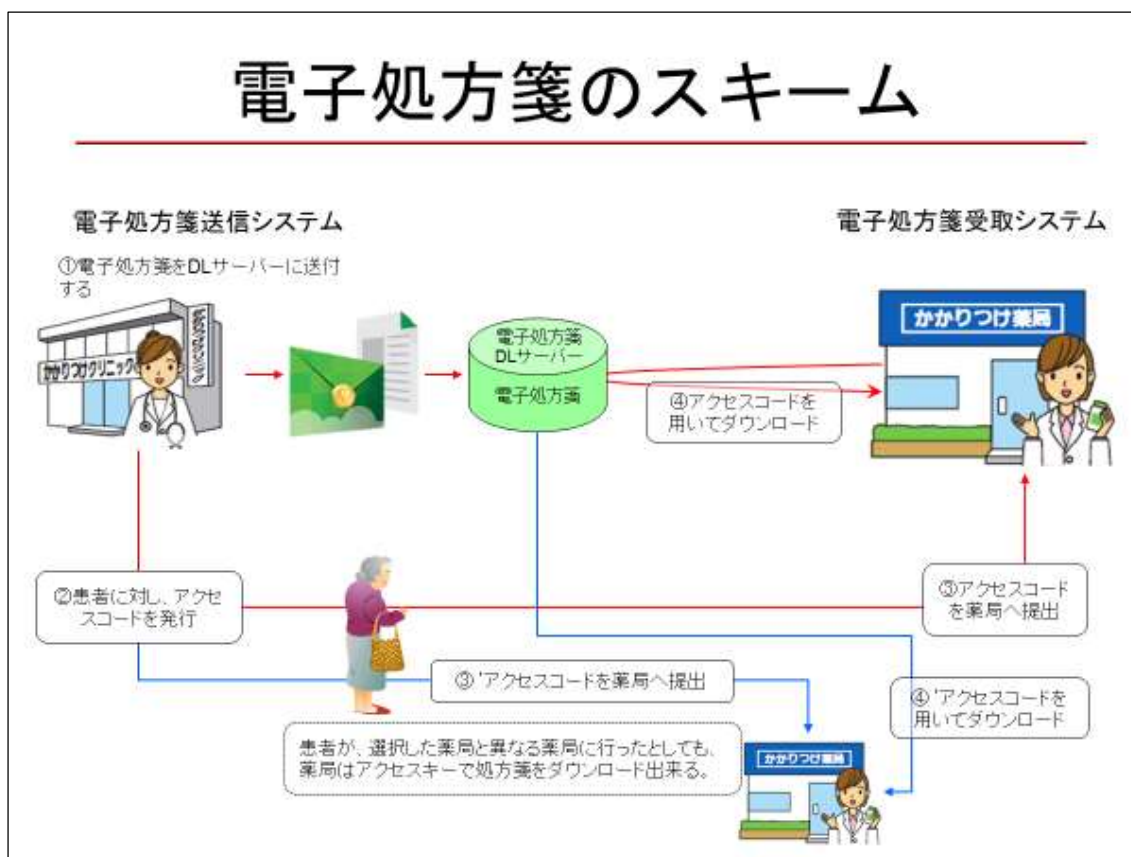 電子処方箋のスキーム
電子処方箋送信システム
電子処方箋受取システム
①電子処方箋をDLサーバーに送付
する
かかりつけクリニック
かかりつけクリニック
電子処方箋
DLサーバー
電子処方箋
かかりつけ薬局
④アクセスコードを
用いてダウンロード
②患者に対し、アクセ
スコードを発行
③アクセスコード
を薬局へ提出
③'アクセスコードを薬局へ提出
④'アクセスコードを
用いてダウンロード
患者が、選択した薬局と異なる薬局に行ったとしても、
薬局はアクセスキーで処方箋をダウンロード出来る。
かかりつけ薬局